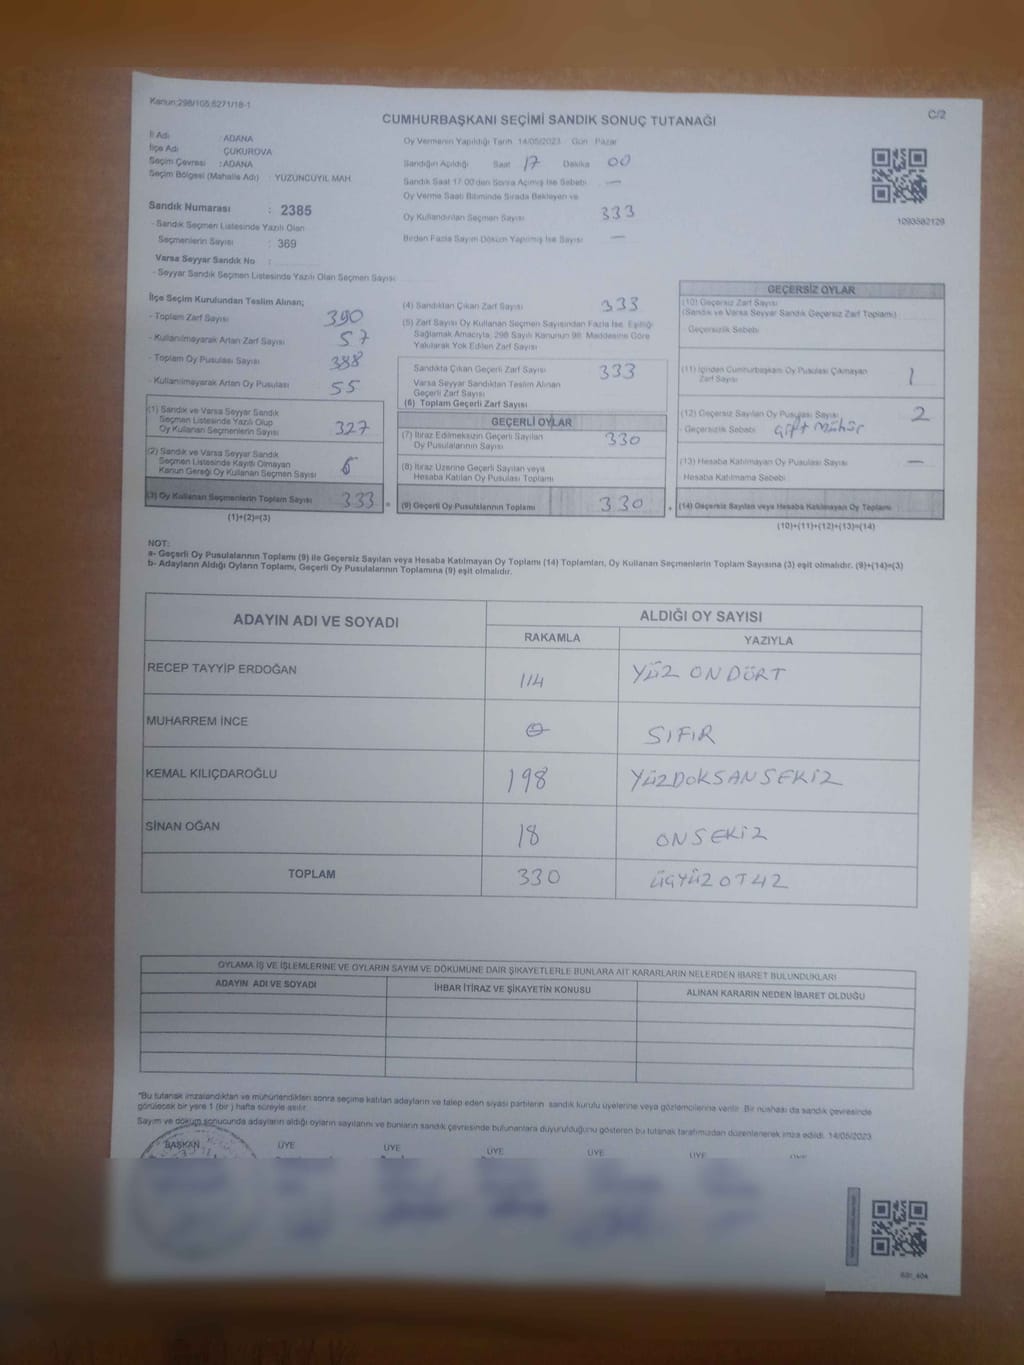 Kanun:298/105;6271/18-1
C/2
CUMHURBAŞKANI SEÇİMİ SANDIK SONUÇ TUTANAĞI
İl Adı : ADANA
İlçe Adı : ÇUKUROVA
Seçim Çevresi : ADANA
Seçim Bölgesi (Mahalle Adı) : YÜZÜNCÜYIL MAH.
Sandık Numarası : 2385
- Sandık Seçmen Listesinde Yazılı Olan
Seçmenlerin Sayısı : 369
Varsa Seyyar Sandık No :
- Seyyar Sandık Seçmen Listesinde Yazılı Olan Seçmen Sayısı
Oy Vermenin Yapıldığı Tarih 14/05/2023 Gün Pazar
Sandığın Açıldığı Saat 17 Dakika 00
Sandık Saat 17:00'den Sonra Açılmış İse Sebebi —
Oy Verme Saati Bitiminde Sırada Bekleyen ve
Oy Kullandırılan Seçmen Sayısı 333
Birden Fazla Sayım Döküm Yapılmış İse Sayısı —
1093582129
İlçe Seçim Kurulundan Teslim Alınan;
- Toplam Zarf Sayısı 390
- Kullanılmayarak Artan Zarf Sayısı 57
- Toplam Oy Pusulası Sayısı 388
- Kullanılmayarak Artan Oy Pusulası 55
(1) Sandık ve Varsa Seyyar Sandık
Seçmen Listesinde Yazılı Olup
Oy Kullanan Seçmenlerin Sayısı 327
(2) Sandık ve Varsa Seyyar Sandık
Seçmen Listesinde Kayıtlı Olmayan
Kanun Gereği Oy Kullanan Seçmen Sayısı 6
(3) Oy Kullanan Seçmenlerin Toplam Sayısı 333
(1)+(2)=(3)
(4) Sandıktan Çıkan Zarf Sayısı 333
(5) Zarf Sayısı Oy Kullanan Seçmen Sayısından Fazla İse, Eşitliği
Sağlamak Amacıyla, 298 Sayılı Kanunun 98. Maddesine Göre
Yakılarak Yok Edilen Zarf Sayısı
Sandıkta Çıkan Geçerli Zarf Sayısı 333
Varsa Seyyar Sandıktan Teslim Alınan
Geçerli Zarf Sayısı
(6) Toplam Geçerli Zarf Sayısı
GEÇERLİ OYLAR
(7) İtiraz Edilmeksizin Geçerli Sayılan
Oy Pusulalarının Sayısı 330
(8) İtiraz Üzerine Geçerli Sayılan veya
Hesaba Katılan Oy Pusulası Toplamı
(9) Geçerli Oy Pusulalarının Toplamı 330
GEÇERSİZ OYLAR
(10) Geçersiz Zarf Sayısı
(Sandık ve Varsa Seyyar Sandık Geçersiz Zarf Toplamı)
Geçersizlik Sebebi
(11) İçinden Cumhurbaşkanı Oy Pusulası Çıkmayan
Zarf Sayısı 1
(12) Geçersiz Sayılan Oy Pusulası Sayısı 2
- Geçersizlik Sebebi Çift Mühür
(13) Hesaba Katılmayan Oy Pusulası Sayısı —
Hesaba Katılmama Sebebi
(14) Geçersiz Sayılan veya Hesaba Katılmayan Oy Toplamı
(10)+(11)+(12)+(13)=(14)
NOT:
a- Geçerli Oy Pusulalarının Toplamı (9) ile Geçersiz Sayılan veya Hesaba Katılmayan Oy Toplamı (14) Toplamları, Oy Kullanan Seçmenlerin Toplam Sayısına (3) eşit olmalıdır. (9)+(14)=(3)
b- Adayların Aldığı Oyların Toplamı, Geçerli Oy Pusulalarının Toplamına (9) eşit olmalıdır.
ADAYIN ADI VE SOYADI ALDIĞI OY SAYISI
RAKAMLA YAZIYLA
RECEP TAYYİP ERDOĞAN 114 YÜZ ONDÖRT
MUHARREM İNCE 0 SIFIR
KEMAL KILIÇDAROĞLU 198 YÜZDOKSANSEKİZ
SİNAN OĞAN 18 ONSEKİZ
TOPLAM 330 ÜÇYÜZ OTUZ
OYLAMA İŞ VE İŞLEMLERİNE VE OYLARIN SAYIM VE DÖKÜMÜNE DAİR ŞİKAYETLERLE BUNLARA AİT KARARLARIN NELERDEN İBARET BULUNDUKLARI
ADAYIN ADI VE SOYADI İHBAR İTİRAZ VE ŞİKAYETİN KONUSU ALINAN KARARIN NEDEN İBARET OLDUĞU
*Bu tutanak imzalandıktan ve mühürlendikten sonra seçime katılan adayların ve talep eden siyasi partilerin sandık kurulu üyelerine veya gözlemcilerine verilir. Bir nüshası da sandık çevresinde
görülecek bir yere 1 (bir) hafta süreyle asılır.
Sayım ve döküm sonucunda adayların aldığı oyların sayılarını ve bunların sandık çevresinde bulunanlara duyurulduğunu gösteren bu tutanak tarafımızdan düzenlenerek imza edildi. 14/05/2023
BAŞKAN ÜYE ÜYE ÜYE ÜYE ÜYE ÜYE